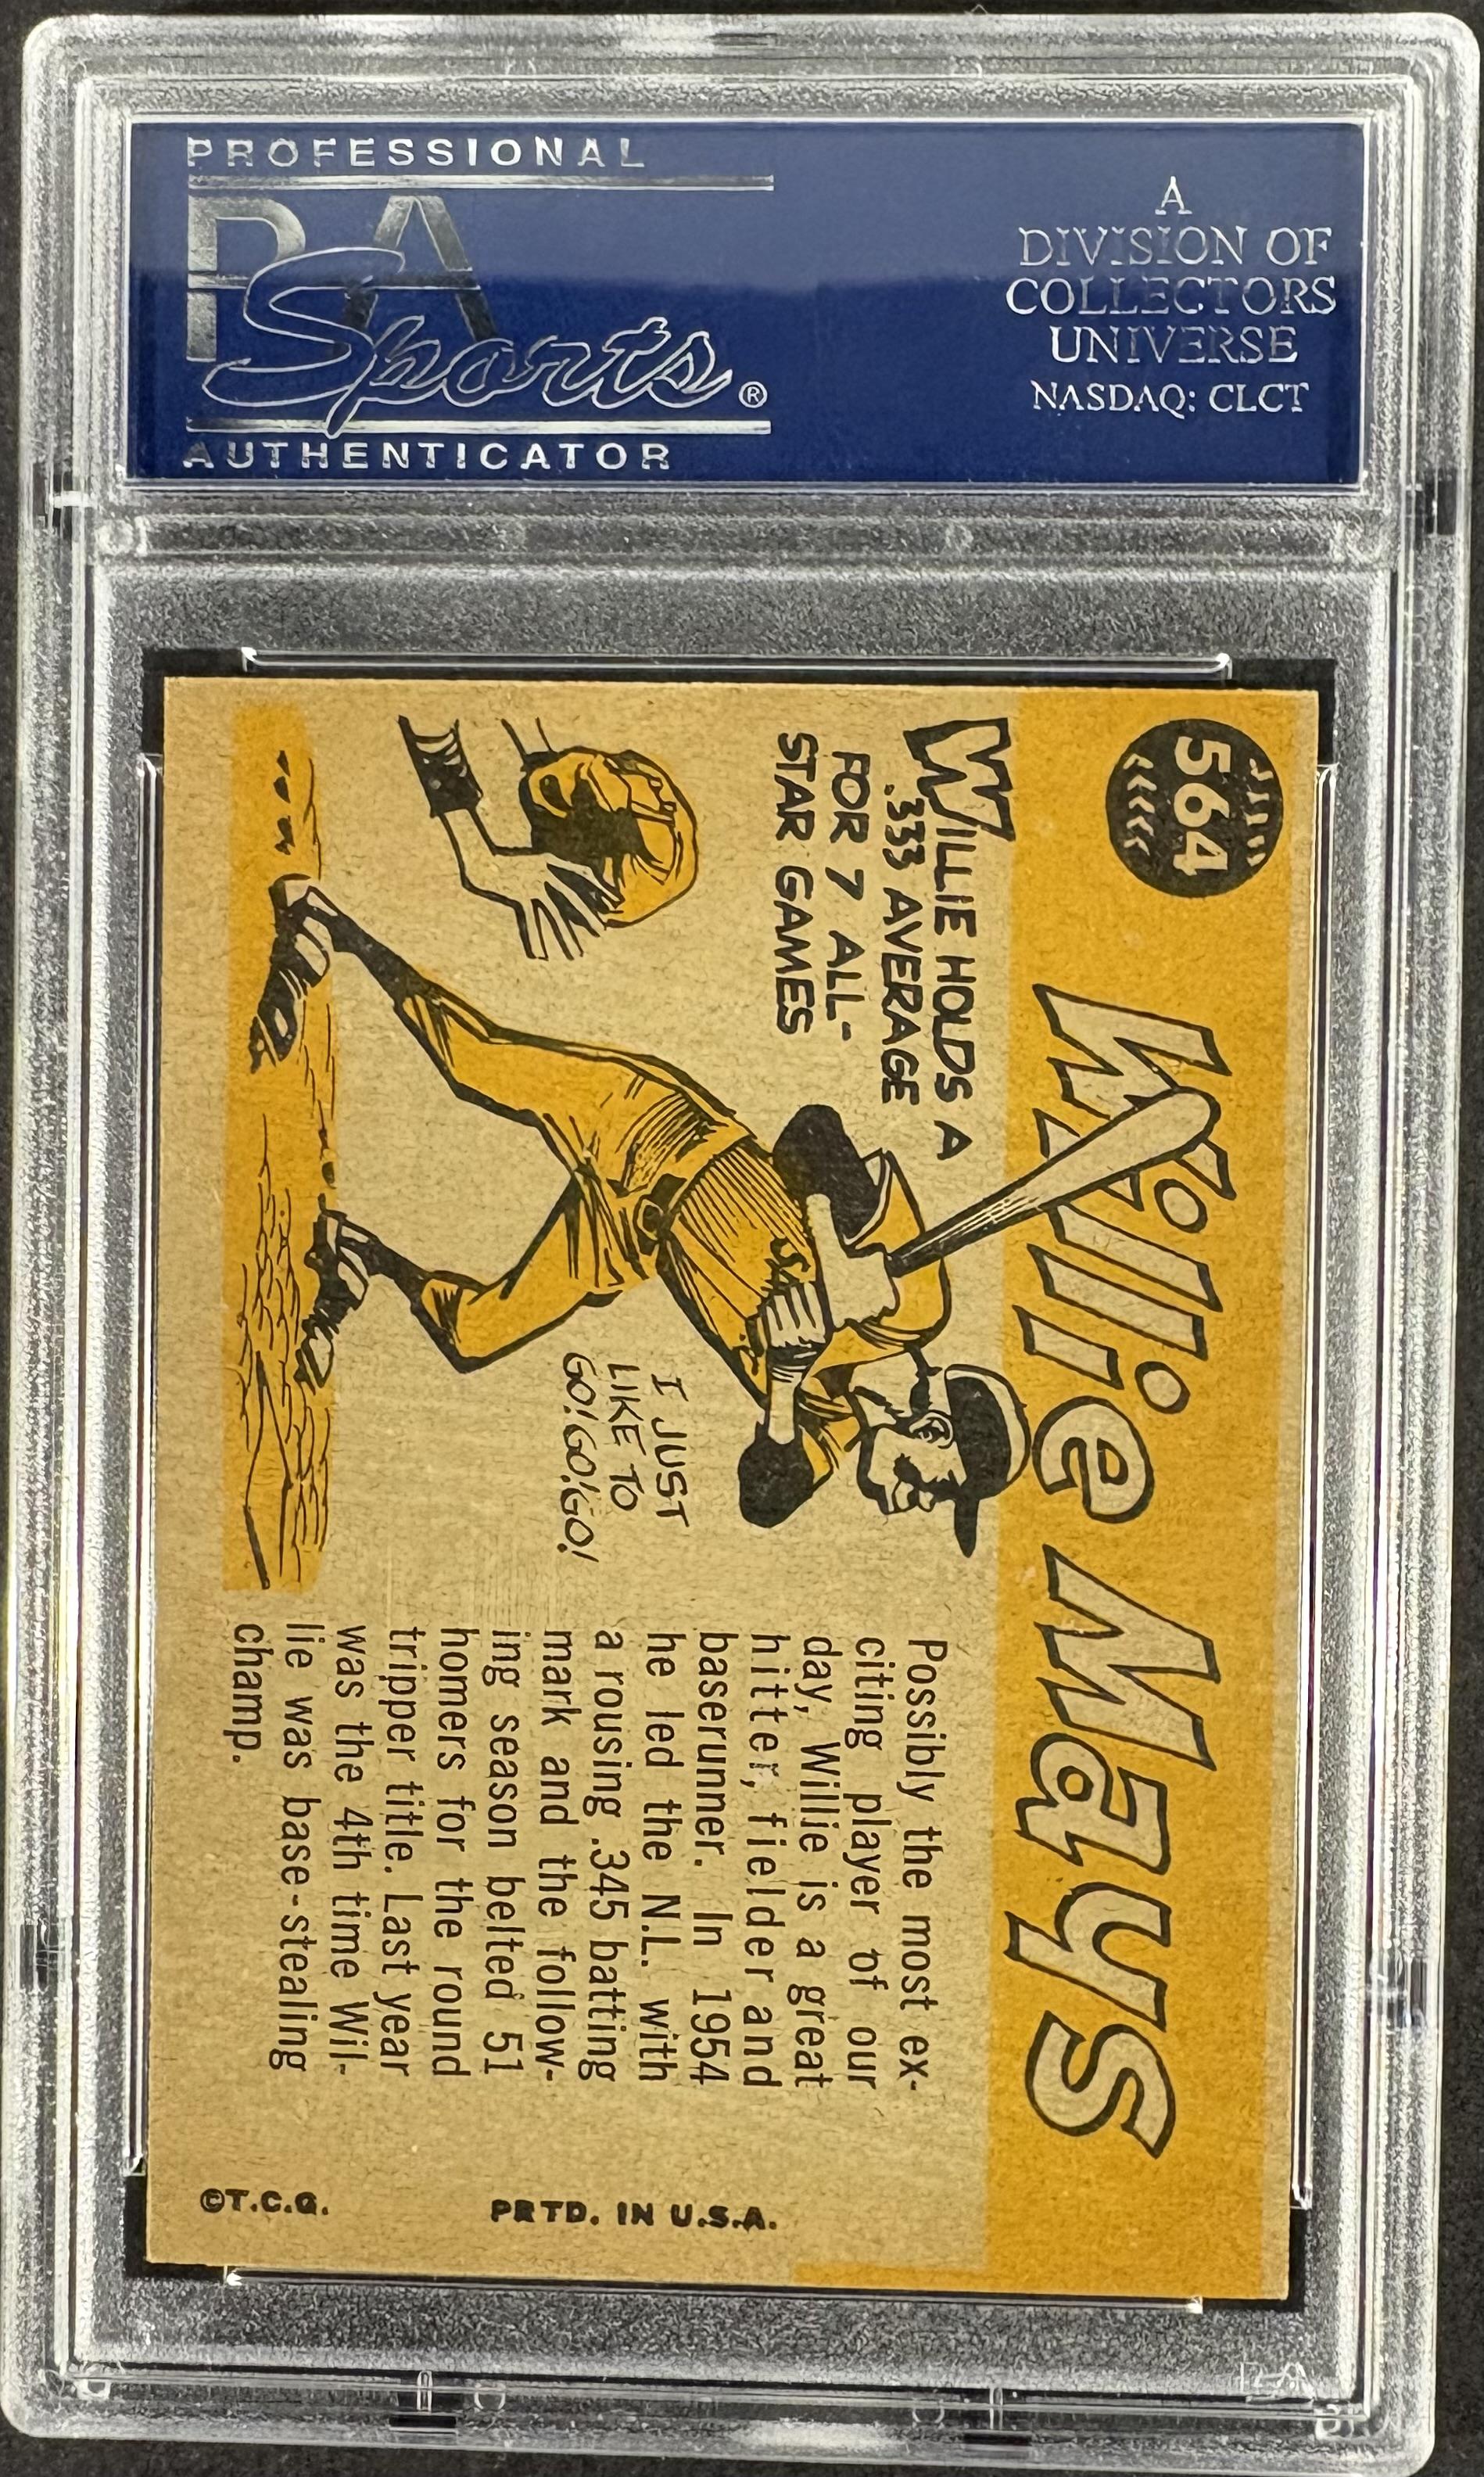 PROFESSIONAL
PSA
Sports®
AUTHENTICATOR
A
DIVISION OF
COLLECTORS
UNIVERSE
NASDAQ: CLCT
564
Willie Mays
WILLIE HOLDS A
.333 AVERAGE
FOR 7 ALL-
STAR GAMES
I JUST
LIKE TO
GO! GO! GO!
Possibly the most ex-
citing player of our
day, Willie is a great
hitter, fielder and
baserunner. In 1954
he led the N.L. with
a rousing .345 batting
mark and the follow-
ing season belted 51
homers for the round
tripper title. Last year
was the 4th time Wil-
lie was base-stealing
champ.
©T.C.G.
PRTD. IN U.S.A.
PSA